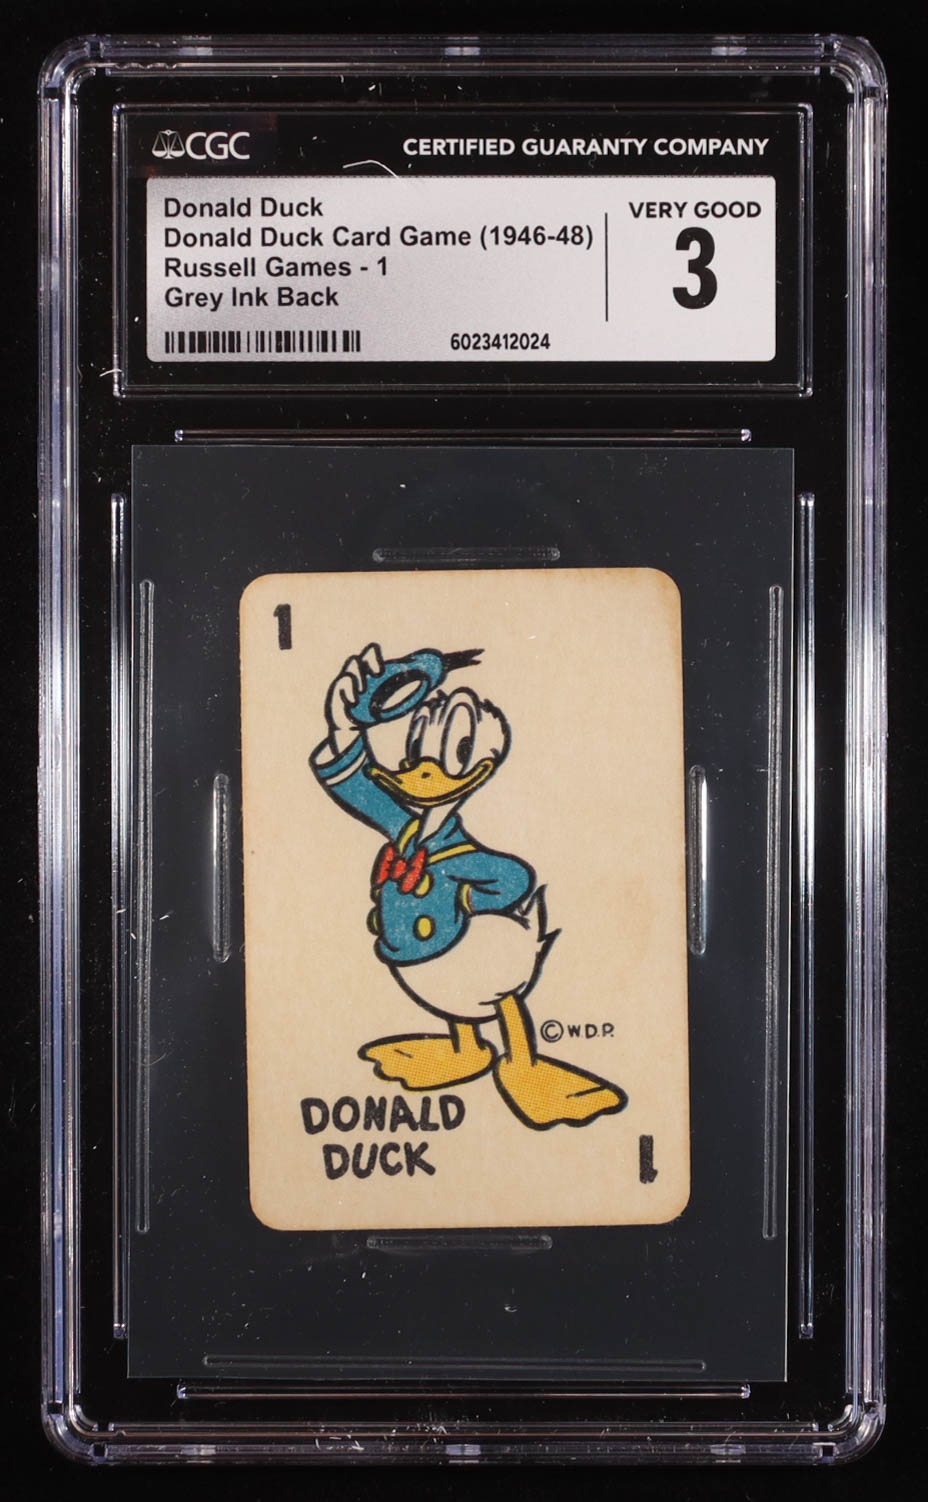 CGC
CERTIFIED GUARANTY COMPANY
Donald Duck
Donald Duck Card Game (1946-48)
Russell Games - 1
Grey Ink Back
VERY GOOD
3
6023412024
1
© W.D.P.
DONALD
DUCK
1